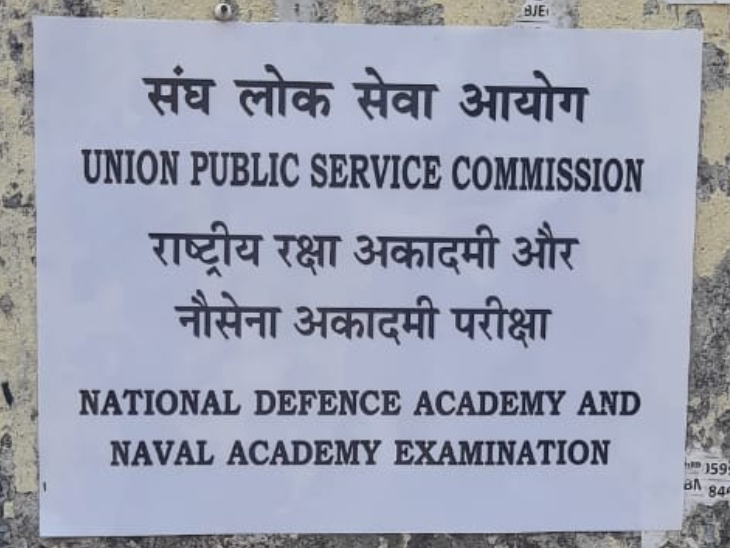 BJE
संघ लोक सेवा आयोग
UNION PUBLIC SERVICE COMMISSION
राष्ट्रीय रक्षा अकादमी और
नौसेना अकादमी परीक्षा
NATIONAL DEFENCE ACADEMY AND
NAVAL ACADEMY EXAMINATION